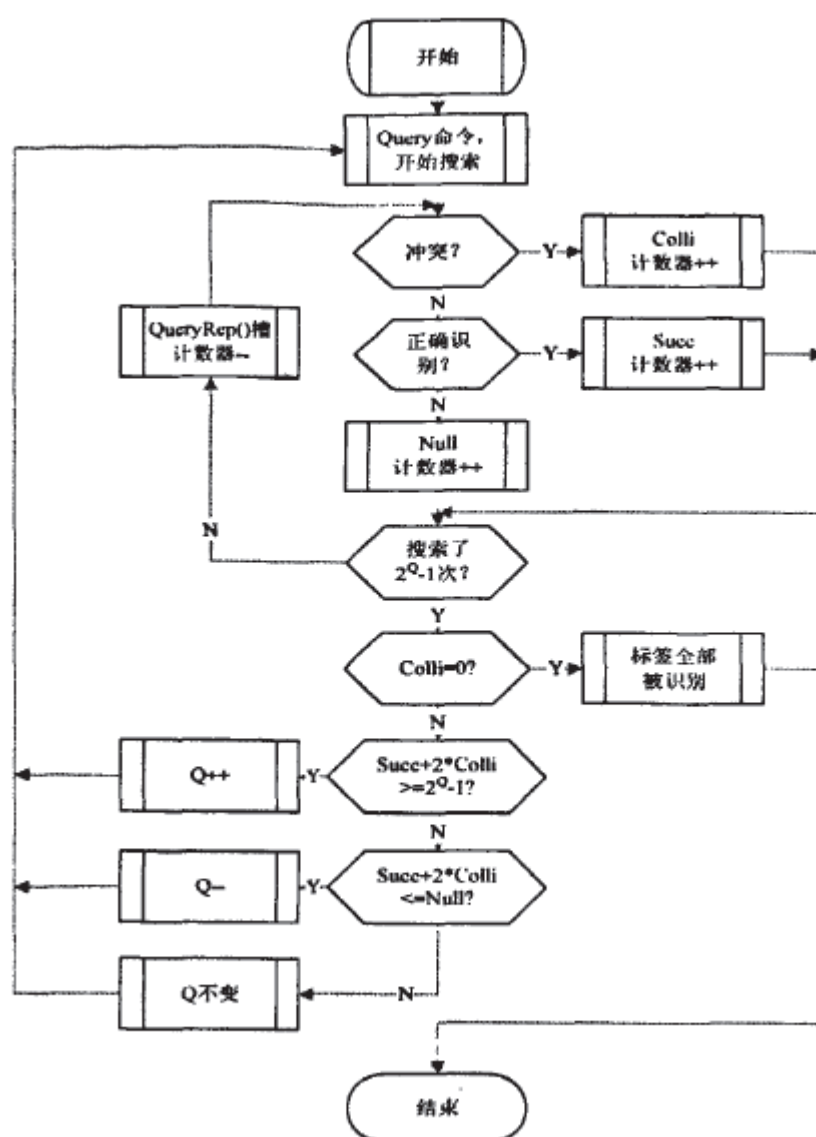 开始
Query命令,
开始搜索
冲突?
Y
Colli
计数器++
N
QueryRep()槽
计数器--
正确识
别?
Y
Succ
计数器++
N
Null
计数器++
N
搜索了
2^Q-1次?
Y
Colli=0?
Y
标签全部
被识别
N
Q++
Y
Succ+2*Colli
>=2^Q-1?
N
Q--
Y
Succ+2*Colli
<=Null?
Q不变
N
结束